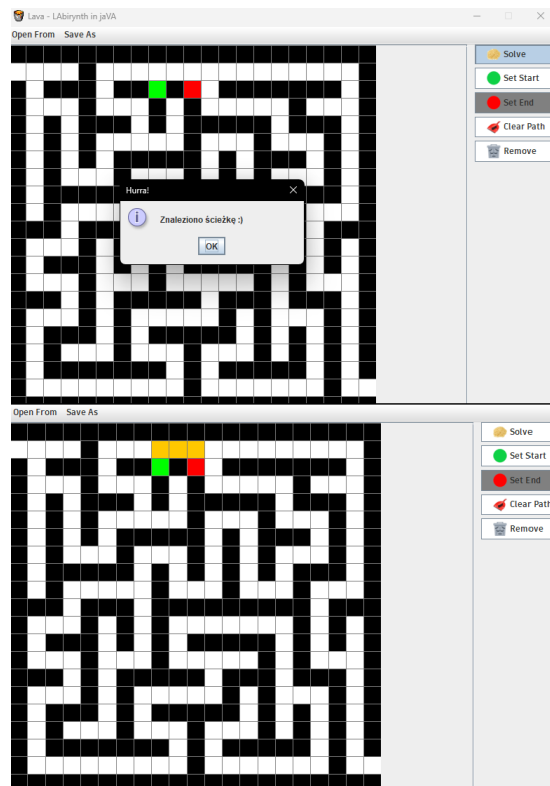 Lava - LAbirynth in jaVA
Open From Save As
Solve
Set Start
Set End
Clear Path
Remove
Hurra!
Znaleziono ścieżkę :)
OK
Open From Save As
Solve
Set Start
Set End
Clear Path
Remove